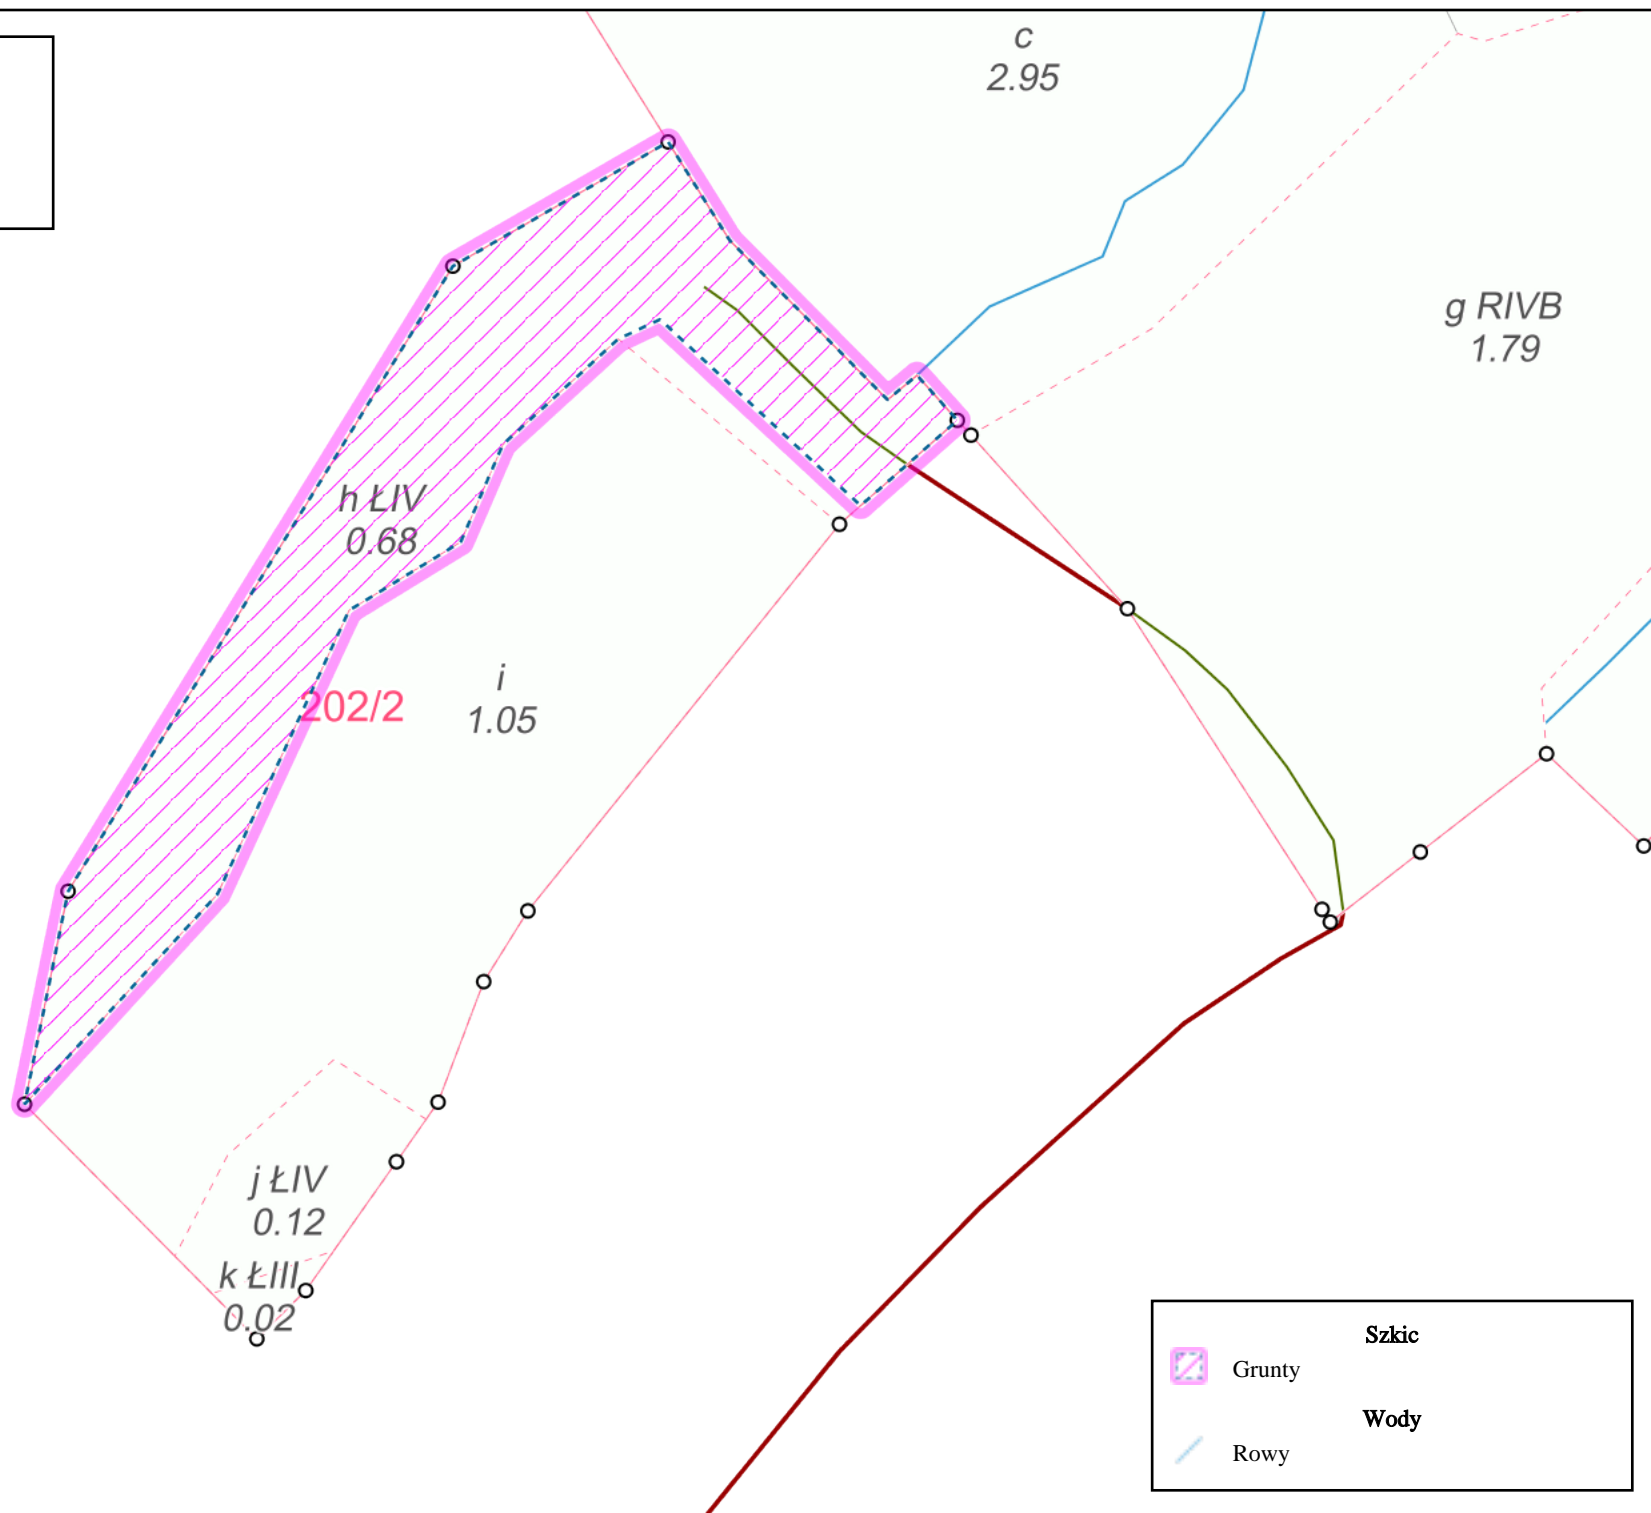 c
2.95
g RIVB
1.79
h ŁIV
0.68
i
1.05
202/2
j ŁIV
0.12
k ŁIII
0.02
Szkic
Grunty
Wody
Rowy